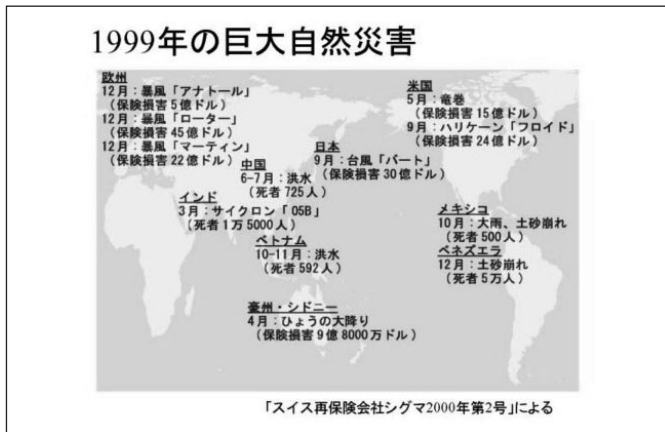 1999年の巨大自然災害
欧州
12月：暴風「アナトール」
（保険損害5億ドル）
12月：暴風「ローター」
（保険損害45億ドル）
12月：暴風「マーティン」
（保険損害22億ドル）
米国
5月：竜巻
（保険損害15億ドル）
9月：ハリケーン「フロイド」
（保険損害24億ドル）
日本
9月：台風「バート」
（保険損害30億ドル）
中国
6-7月：洪水
（死者725人）
インド
3月：サイクロン「05B」
（死者1万5000人）
ベトナム
10-11月：洪水
（死者592人）
メキシコ
10月：大雨、土砂崩れ
（死者500人）
ベネズエラ
12月：土砂崩れ
（死者5万人）
豪州・シドニー
4月：ひょうの大降り
（保険損害9億8000万ドル）
「スイス再保険会社シグマ2000年第2号」による